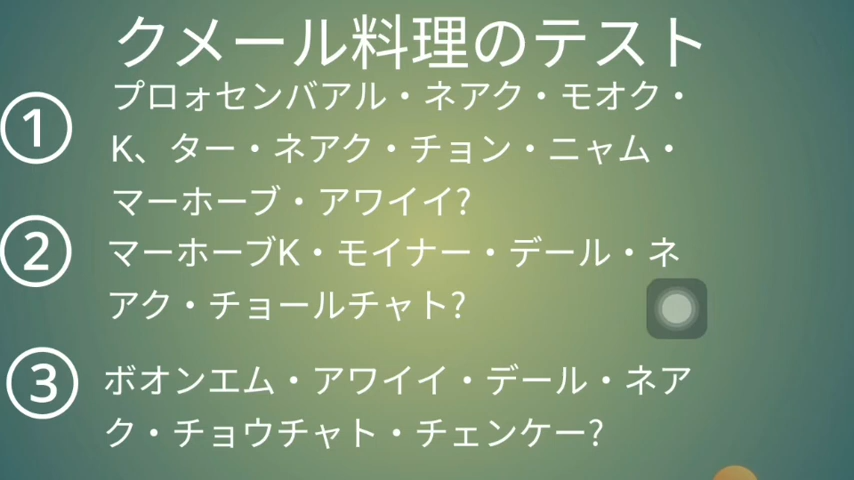 クメール料理のテスト
① プロォセンバアル・ネアク・モオク・
K、ター・ネアク・チョン・ニャム・
マーホーブ・アワイイ?
② マーホーブK・モイナー・デール・ネ
アク・チョールチャト?
③ ボオンエム・アワイイ・デール・ネア
ク・チョウチャト・チェンケー?